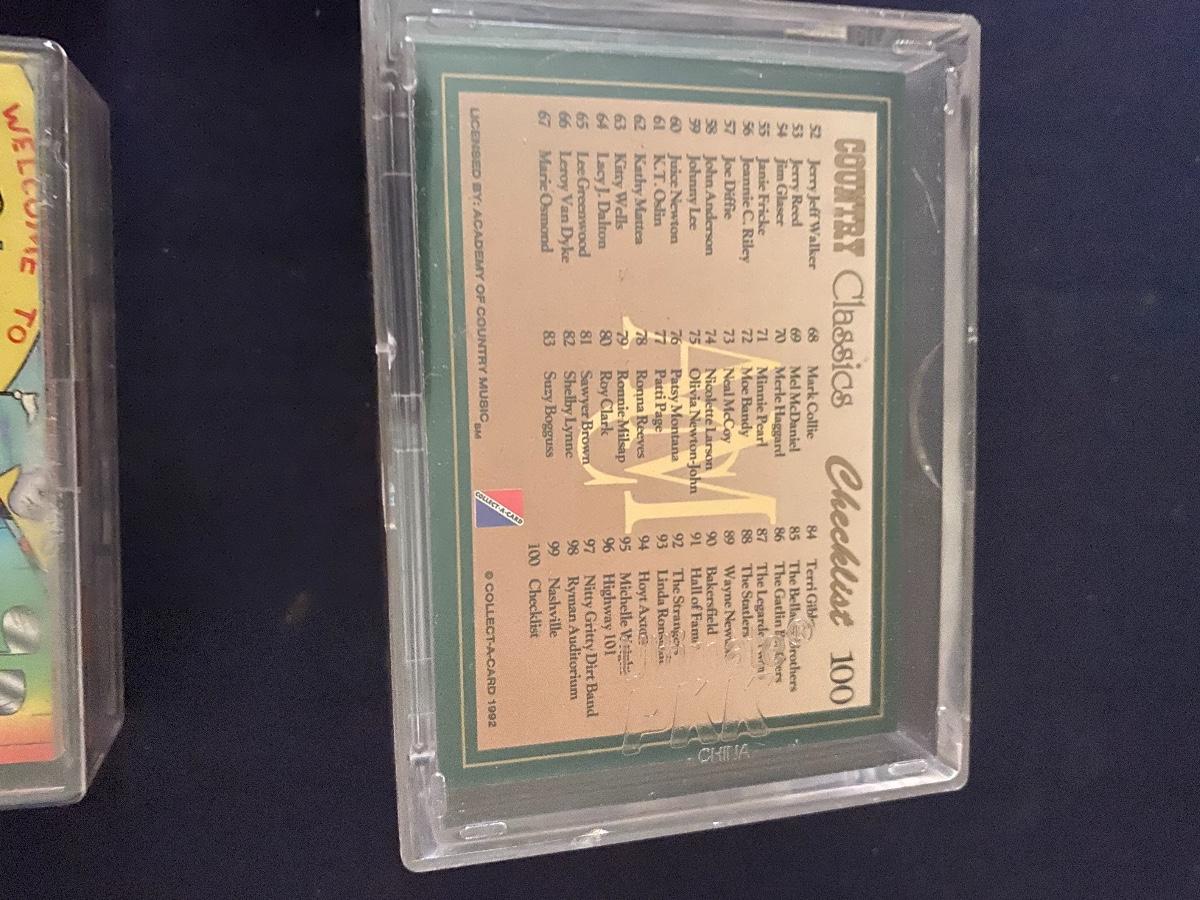 WELCOME TO
COUNTRY Classics Checklist 100
52 Jerry Jeff Walker
53 Jerry Reed
54 Jim Glaser
55 Janie Fricke
56 Jeannie C. Riley
57 Joe Diffie
58 John Anderson
59 Johnny Lee
60 Juice Newton
61 K.T. Oslin
62 Kathy Mattea
63 Kitty Wells
64 Lacy J. Dalton
65 Lee Greenwood
66 Leroy Van Dyke
67 Marie Osmond
68 Mark Collie
69 Mel McDaniel
70 Merle Haggard
71 Minnie Pearl
72 Moe Bandy
73 Neal McCoy
74 Nicolette Larson
75 Olivia Newton-John
76 Patsy Montana
77 Patti Page
78 Ronna Reeves
79 Ronnie Milsap
80 Roy Clark
81 Sawyer Brown
82 Shelby Lynne
83 Suzy Bogguss
84 Terri Gibbs
85 The Bellamy Brothers
86 The Gatlin Brothers
87 The Legarde Twins
88 The Statlers
89 Wayne Newton
90 Bakersfield
91 Hall of Fame
92 The Strangers
93 Linda Ronstadt
94 Hoyt Axton
95 Michelle Wright
96 Highway 101
97 Nitty Gritty Dirt Band
98 Ryman Auditorium
99 Nashville
100 Checklist
ACM
LICENSED BY: ACADEMY OF COUNTRY MUSIC SM
COLLECT-A-CARD
© COLLECT-A-CARD 1992
CHINA